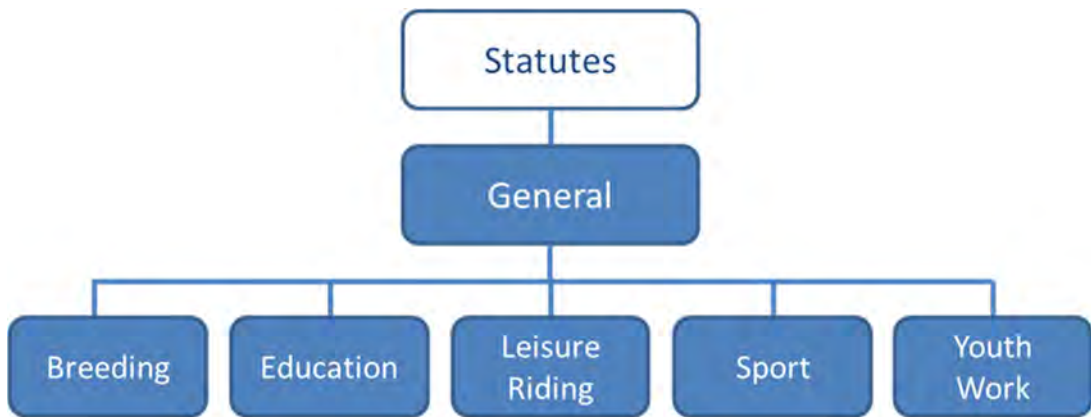 Statutes
General
Breeding
Education
Leisure
Riding
Sport
Youth
Work